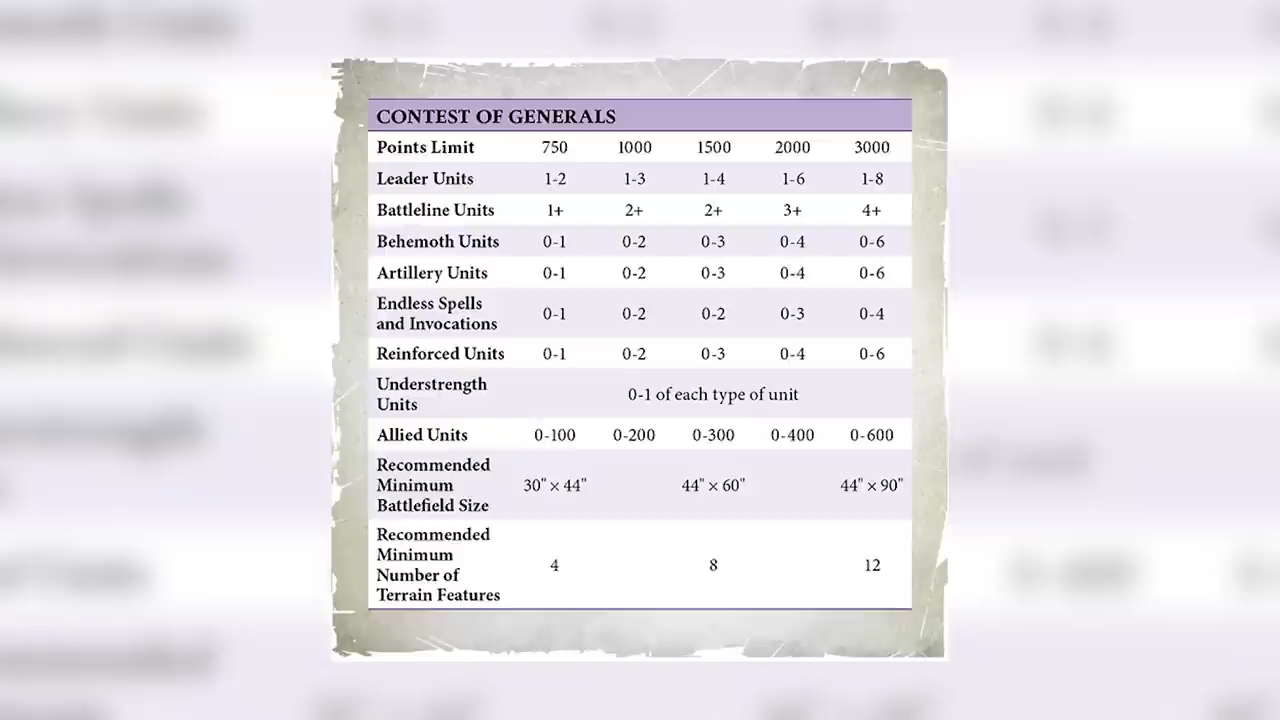 CONTEST OF GENERALS
Points Limit 750 1000 1500 2000 3000
Leader Units 1-2 1-3 1-4 1-6 1-8
Battleline Units 1+ 2+ 2+ 3+ 4+
Behemoth Units 0-1 0-2 0-3 0-4 0-6
Artillery Units 0-1 0-2 0-3 0-4 0-6
Endless Spells
and Invocations 0-1 0-2 0-2 0-3 0-4
Reinforced Units 0-1 0-2 0-3 0-4 0-6
Understrength
Units 0-1 of each type of unit
Allied Units 0-100 0-200 0-300 0-400 0-600
Recommended
Minimum 30" × 44" 44" × 60" 44" × 90"
Battlefield Size
Recommended
Minimum
Number of 4 8 12
Terrain Features